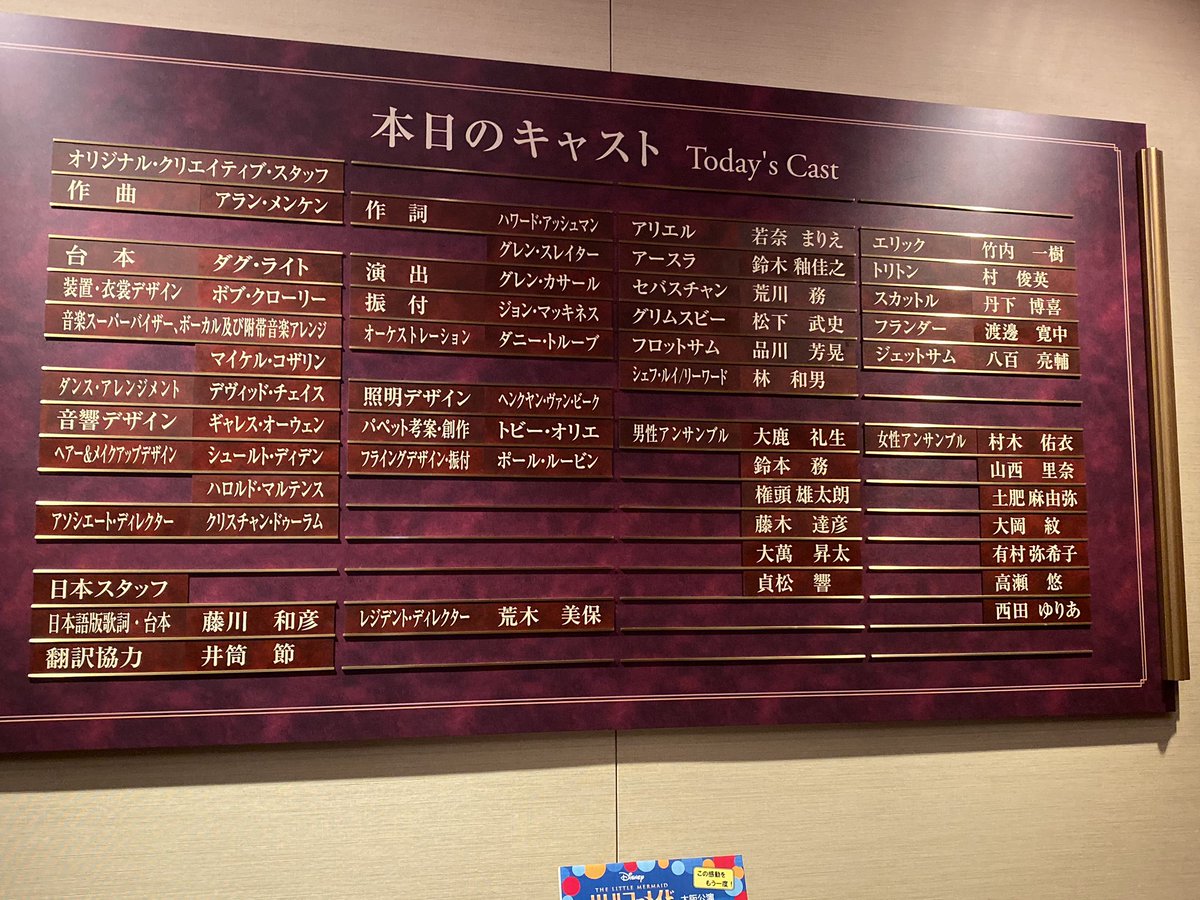 本日のキャスト Today's Cast
オリジナル・クリエイティブ・スタッフ
作曲 アラン・メンケン
台本 ダグ・ライト
装置・衣裳デザイン ボブ・クローリー
音楽スーパーバイザー、ボーカル及び附帯音楽アレンジ
マイケル・コザリン
ダンス・アレンジメント デヴィッド・チェイス
音響デザイン ギャレス・オーウェン
ヘアー&メイクアップデザイン シュールト・ディデン
ハロルド・マルテンス
アソシエート・ディレクター クリスチャン・ドゥーラム
日本スタッフ
日本語版歌詞・台本 藤川 和彦
翻訳協力 井筒 節
作詞 ハワード・アッシュマン
グレン・スレイター
演出 グレン・カサール
振付 ジョン・マッキネス
オーケストレーション ダニー・トループ
照明デザイン ヘンクヤン・ヴァン・ビーク
パペット考案・創作 トビー・オリエ
フライングデザイン・振付 ポール・ルービン
レジデント・ディレクター 荒木 美保
アリエル 若奈 まりえ
アースラ 鈴木 釉佳之
セバスチャン 荒川 務
グリムスビー 松下 武史
フロットサム 品川 芳晃
シェフ・ルイ/リーワード 林 和男
男性アンサンブル 大鹿 礼生
鈴本 務
権頭 雄太朗
藤木 達彦
大萬 昇太
貞松 響
エリック 竹内 一樹
トリトン 村 俊英
スカットル 丹下 博喜
フランダー 渡邊 寛中
ジェットサム 八百 亮輔
女性アンサンブル 村木 佑衣
山西 里奈
土肥 麻由弥
大岡 紋
有村 弥希子
高瀬 悠
西田 ゆりあ
Disney
THE LITTLE MERMAID
リトルマーメイド 大阪公演
この感動を
もう一度!